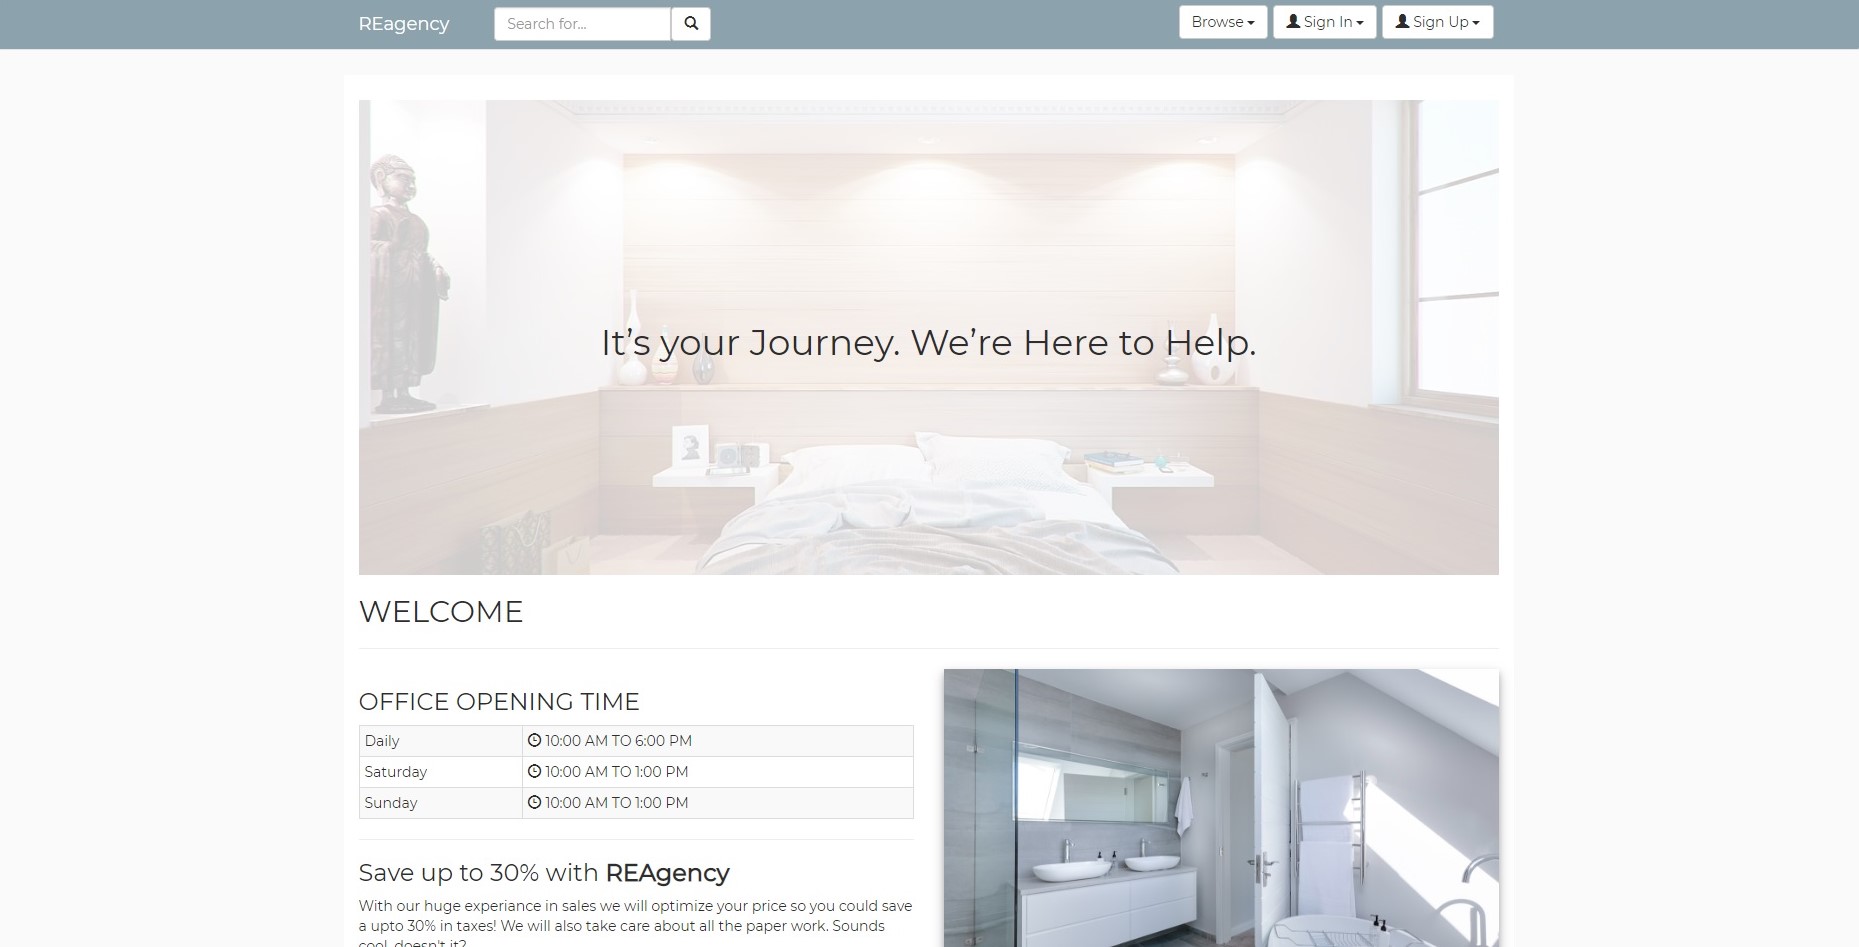 REagency
Search for...
Browse
Sign In
Sign Up
It’s your Journey. We’re Here to Help.
WELCOME
OFFICE OPENING TIME
Daily 10:00 AM TO 6:00 PM
Saturday 10:00 AM TO 1:00 PM
Sunday 10:00 AM TO 1:00 PM
Save up to 30% with REAgency
With our huge experiance in sales we will optimize your price so you could save
a upto 30% in taxes! We will also take care about all the paper work. Sounds
cool, doesn't it?